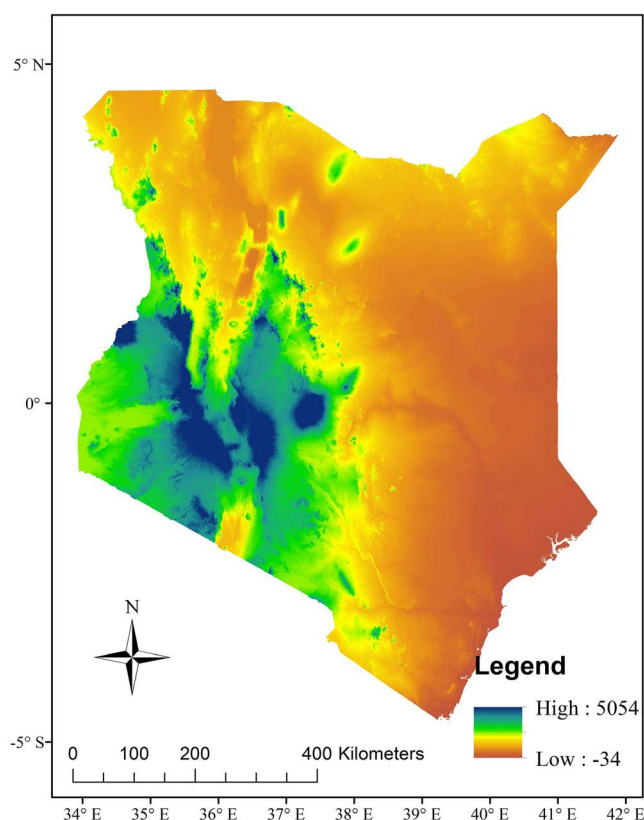 5° N
0°
N
Legend
High : 5054
Low : -34
-5° S
0 100 200 400 Kilometers
34° E 35° E 36° E 37° E 38° E 39° E 40° E 41° E 42° E